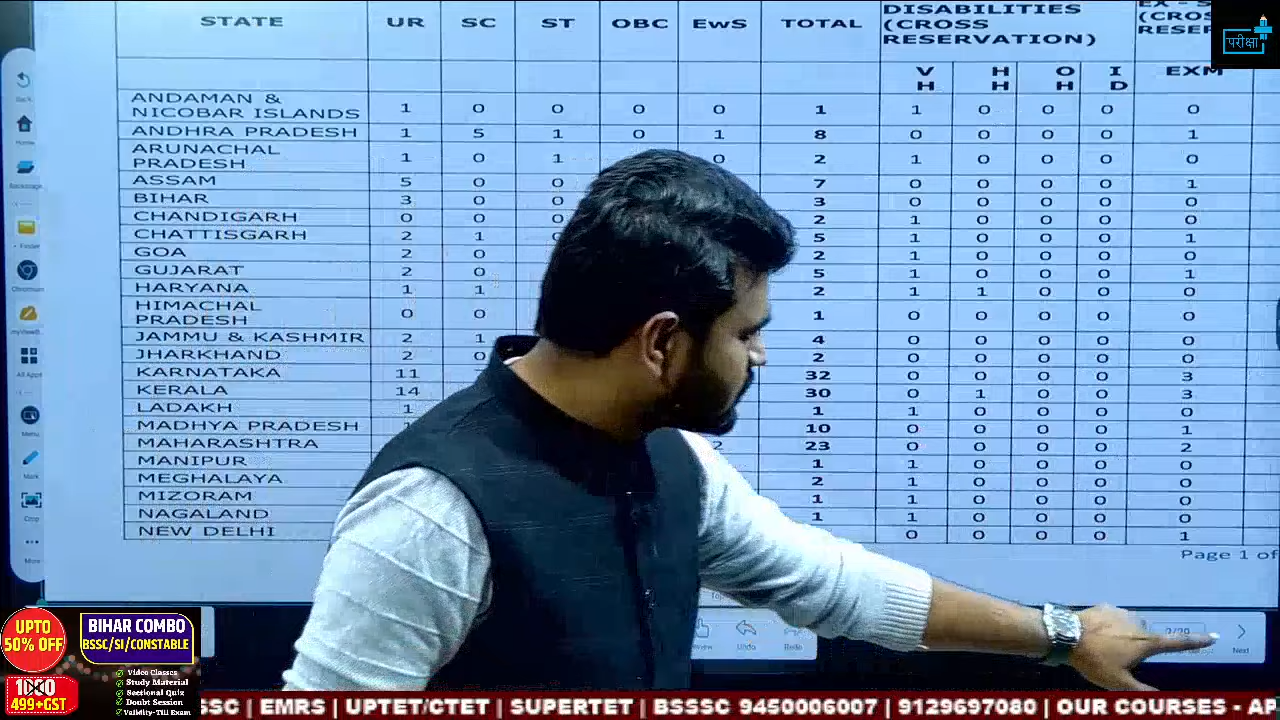 STATE UR SC ST OBC EwS TOTAL DISABILITIES (CROSS RESERVATION)
परीक्षा
V H H H O H I D EXM
ANDAMAN & NICOBAR ISLANDS 1 0 0 0 0 1 1 0 0 0 0
ANDHRA PRADESH 1 5 1 0 1 8 0 0 0 0 1
ARUNACHAL PRADESH 1 0 1 0 2 1 0 0 0 0
ASSAM 5 0 0 7 0 0 0 0 1
BIHAR 3 0 0 3 0 0 0 0 0
CHANDIGARH 0 0 0 2 1 0 0 0 0
CHATTISGARH 2 1 5 1 0 0 0 1
GOA 2 0 2 1 0 0 0 0
GUJARAT 2 0 5 1 0 0 0 1
HARYANA 1 1 2 1 1 0 0 0
HIMACHAL PRADESH 0 0 1 0 0 0 0 0
JAMMU & KASHMIR 2 1 4 0 0 0 0 0
JHARKHAND 2 0 2 0 0 0 0 0
KARNATAKA 11 32 0 0 0 0 3
KERALA 14 30 0 1 0 0 3
LADAKH 1 1 1 0 0 0 0
MADHYA PRADESH 10 0 0 0 0 1
MAHARASHTRA 2 23 0 0 0 0 2
MANIPUR 1 1 0 0 0 0
MEGHALAYA 2 1 0 0 0 0
MIZORAM 1 1 0 0 0 0
NAGALAND 1 1 0 0 0 0
NEW DELHI 0 0 0 0 1
Page 1 of
Back
Home
Finder
Menu
Mark
Crop
More
Undo
Redo
Next
UPTO
50% OFF
BIHAR COMBO
BSSC/SI/CONSTABLE
Video Classes
Study Material
Sectional Quiz
Doubt Session
Validity-Till Exam
499+GST
SSC | EMRS | UPTET/CTET | SUPERTET | BSSSC 9450006007 | 9129697080 | OUR COURSES - AP